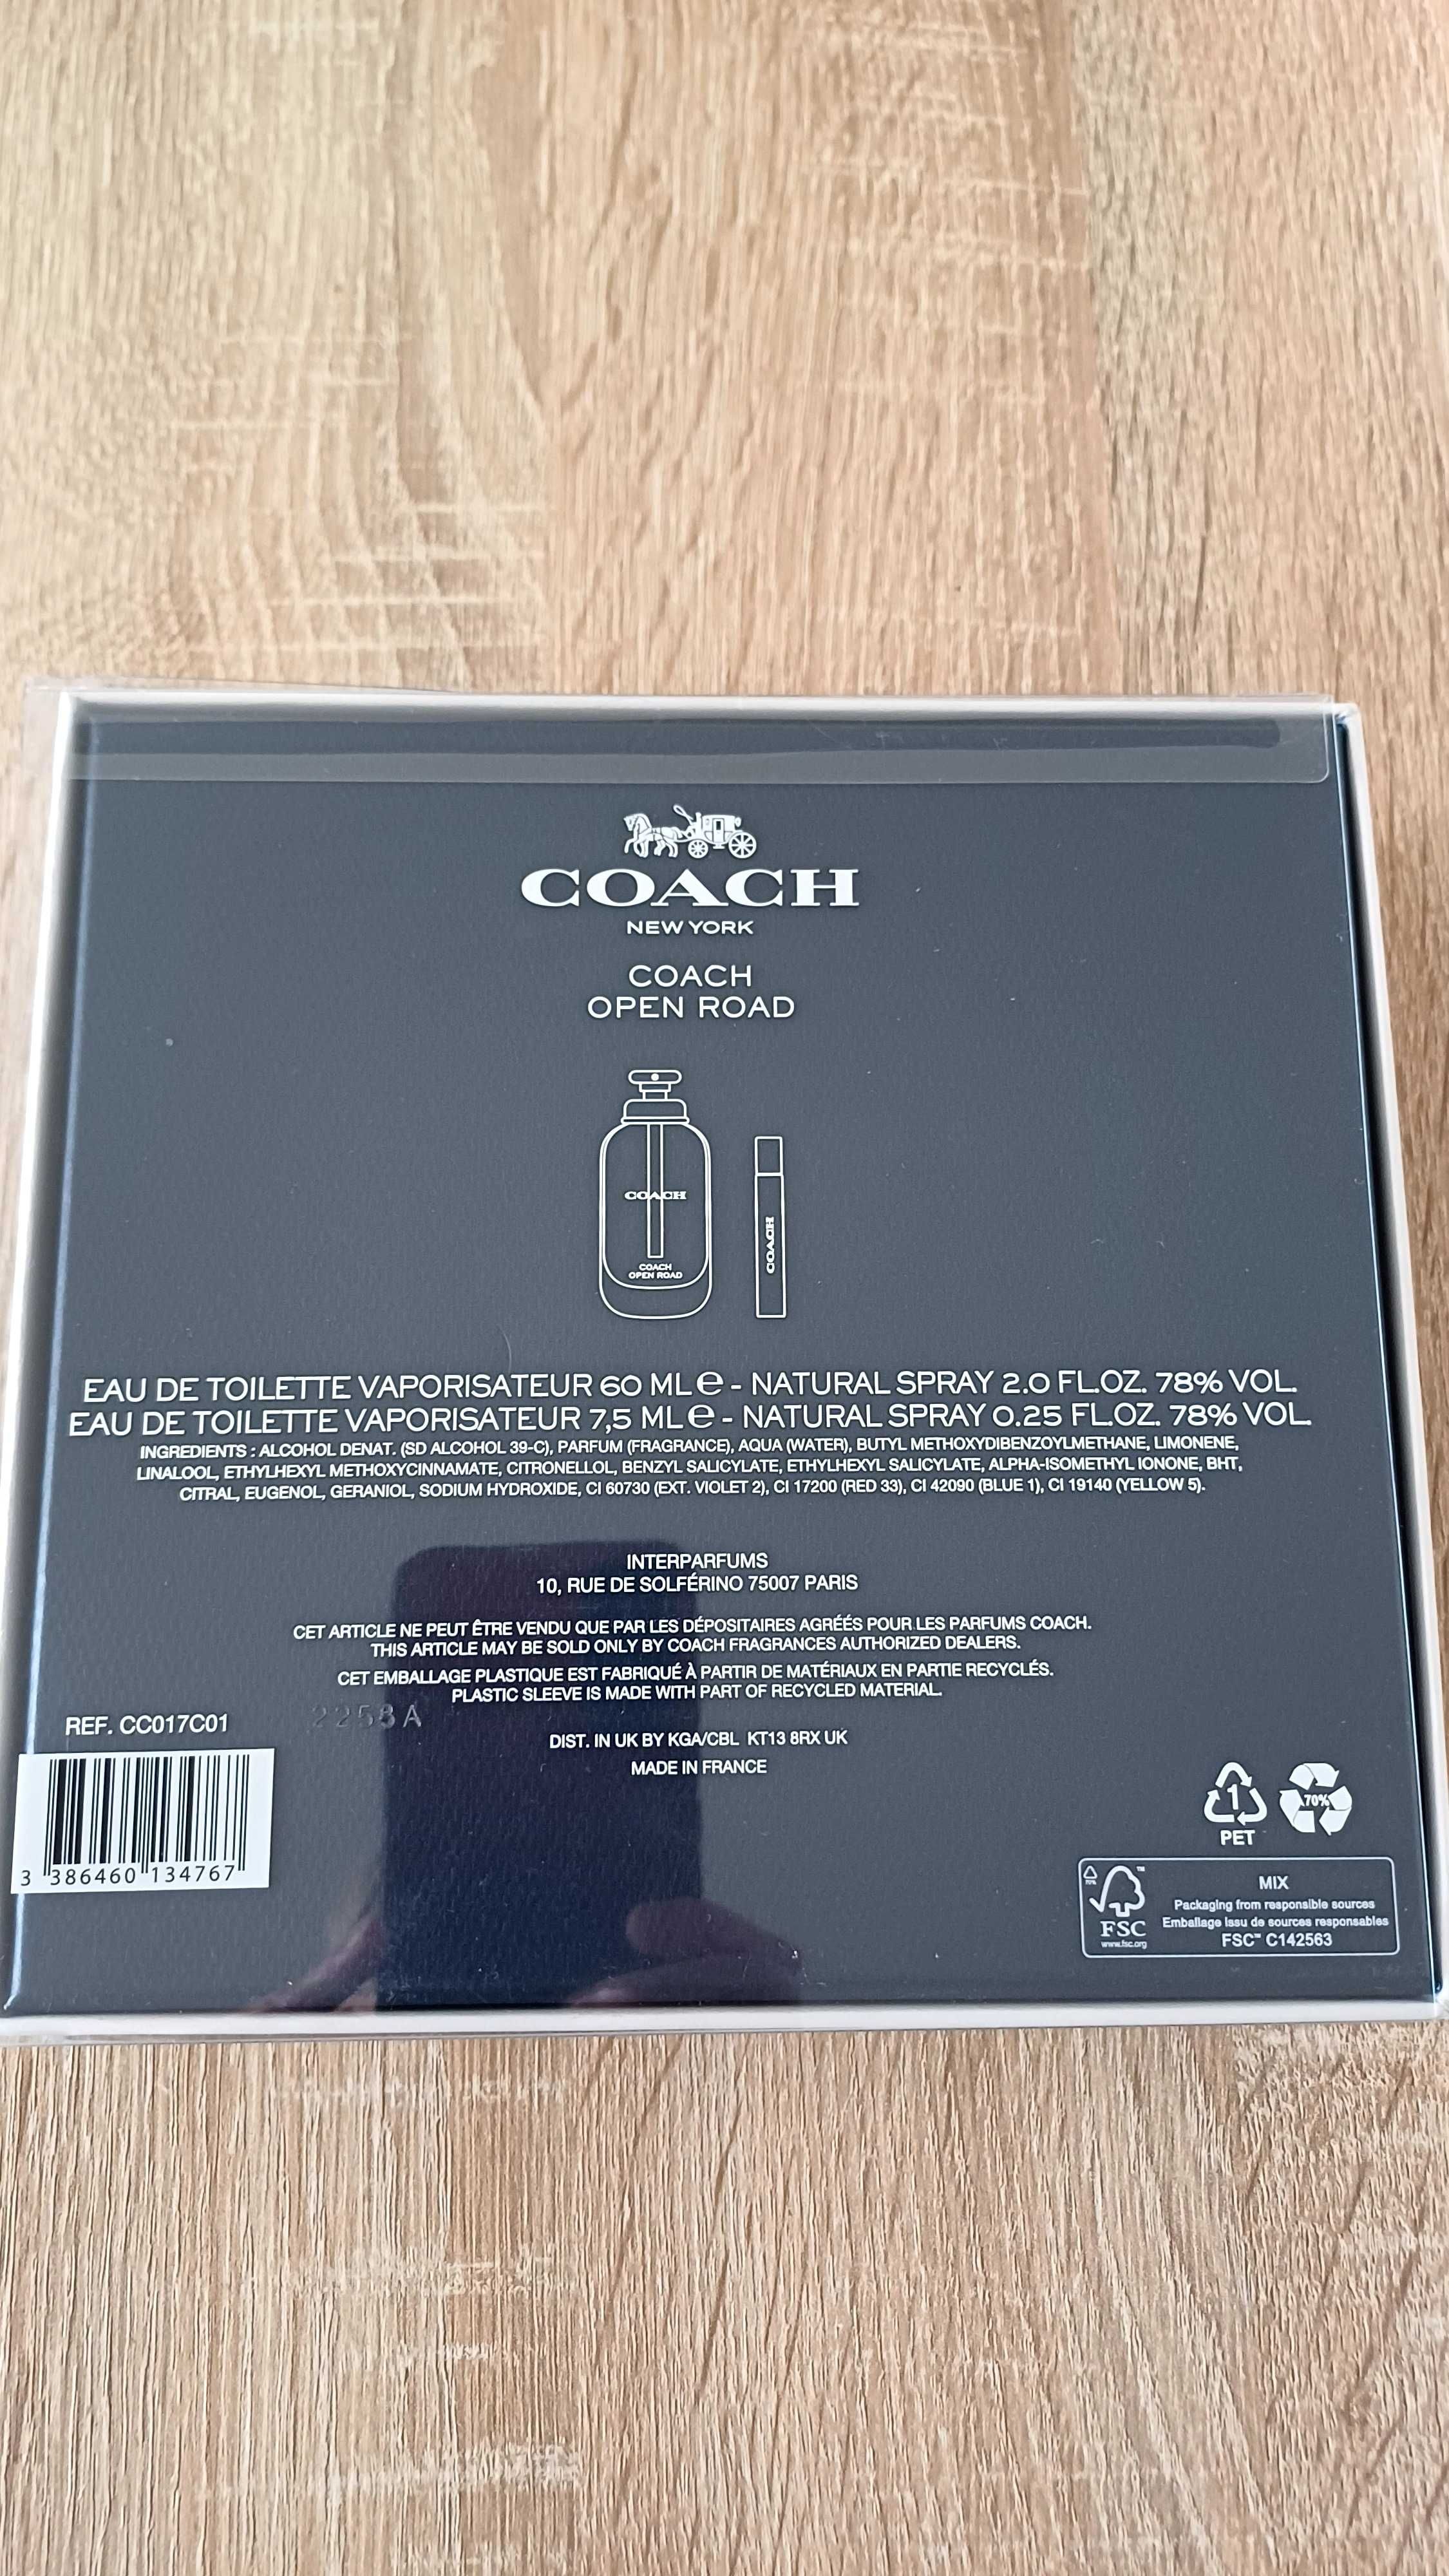 COACH
NEW YORK
COACH
OPEN ROAD
COACH
COACH
OPEN ROAD
COACH
EAU DE TOILETTE VAPORISATEUR 60 ML ℮ - NATURAL SPRAY 2.0 FL.OZ. 78% VOL.
EAU DE TOILETTE VAPORISATEUR 7,5 ML ℮ - NATURAL SPRAY 0.25 FL.OZ. 78% VOL.
INGREDIENTS : ALCOHOL DENAT. (SD ALCOHOL 39-C), PARFUM (FRAGRANCE), AQUA (WATER), BUTYL METHOXYDIBENZOYLMETHANE, LIMONENE,
LINALOOL, ETHYLHEXYL METHOXYCINNAMATE, CITRONELLOL, BENZYL SALICYLATE, ETHYLHEXYL SALICYLATE, ALPHA-ISOMETHYL IONONE, BHT,
CITRAL, EUGENOL, GERANIOL, SODIUM HYDROXIDE, CI 60730 (EXT. VIOLET 2), CI 17200 (RED 33), CI 42090 (BLUE 1), CI 19140 (YELLOW 5).
INTERPARFUMS
10, RUE DE SOLFÉRINO 75007 PARIS
CET ARTICLE NE PEUT ÊTRE VENDU QUE PAR LES DÉPOSITAIRES AGRÉÉS POUR LES PARFUMS COACH.
THIS ARTICLE MAY BE SOLD ONLY BY COACH FRAGRANCES AUTHORIZED DEALERS.
CET EMBALLAGE PLASTIQUE EST FABRIQUÉ À PARTIR DE MATÉRIAUX EN PARTIE RECYCLÉS.
PLASTIC SLEEVE IS MADE WITH PART OF RECYCLED MATERIAL.
REF. CC017C01
DIST. IN UK BY KGA/CBL KT13 8RX UK
MADE IN FRANCE
3 386460 134767
1
PET
70%
FSC™
www.fsc.org
MIX
Packaging from responsible sources
Emballage issu de sources responsables
FSC™ C142563